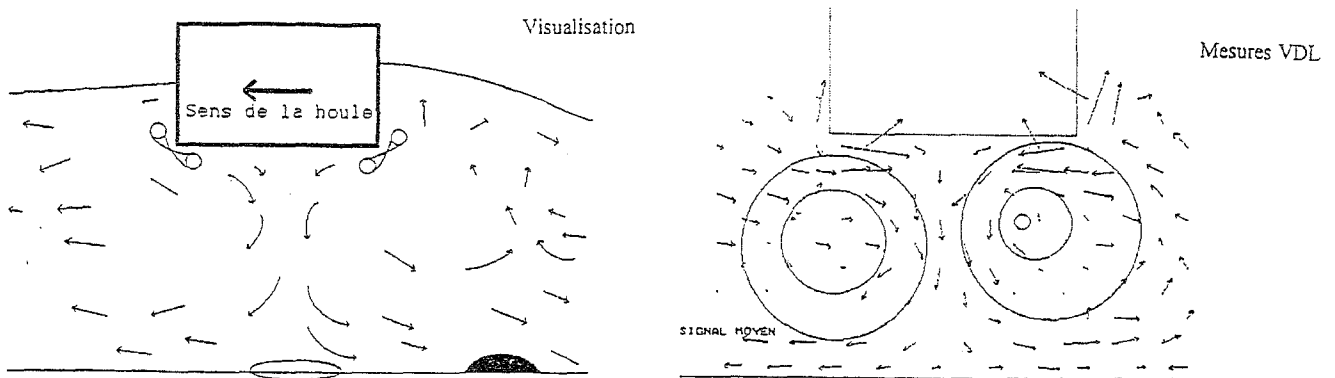 Visualisation
Sens de la houle
Mesures VDL
SIGNAL MOYEN